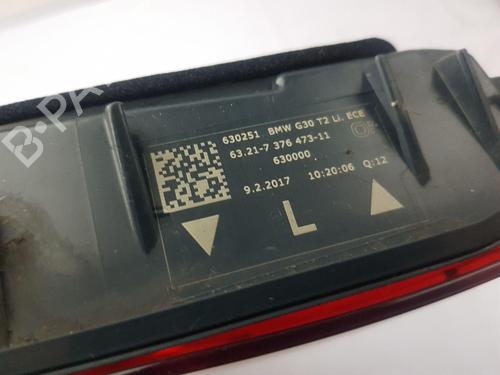 B-PARTS
630251 BMW G30 T2 Li. ECE
63.21-7 376 473-11
630000
9.2.2017 10:20:06 Q:12
L